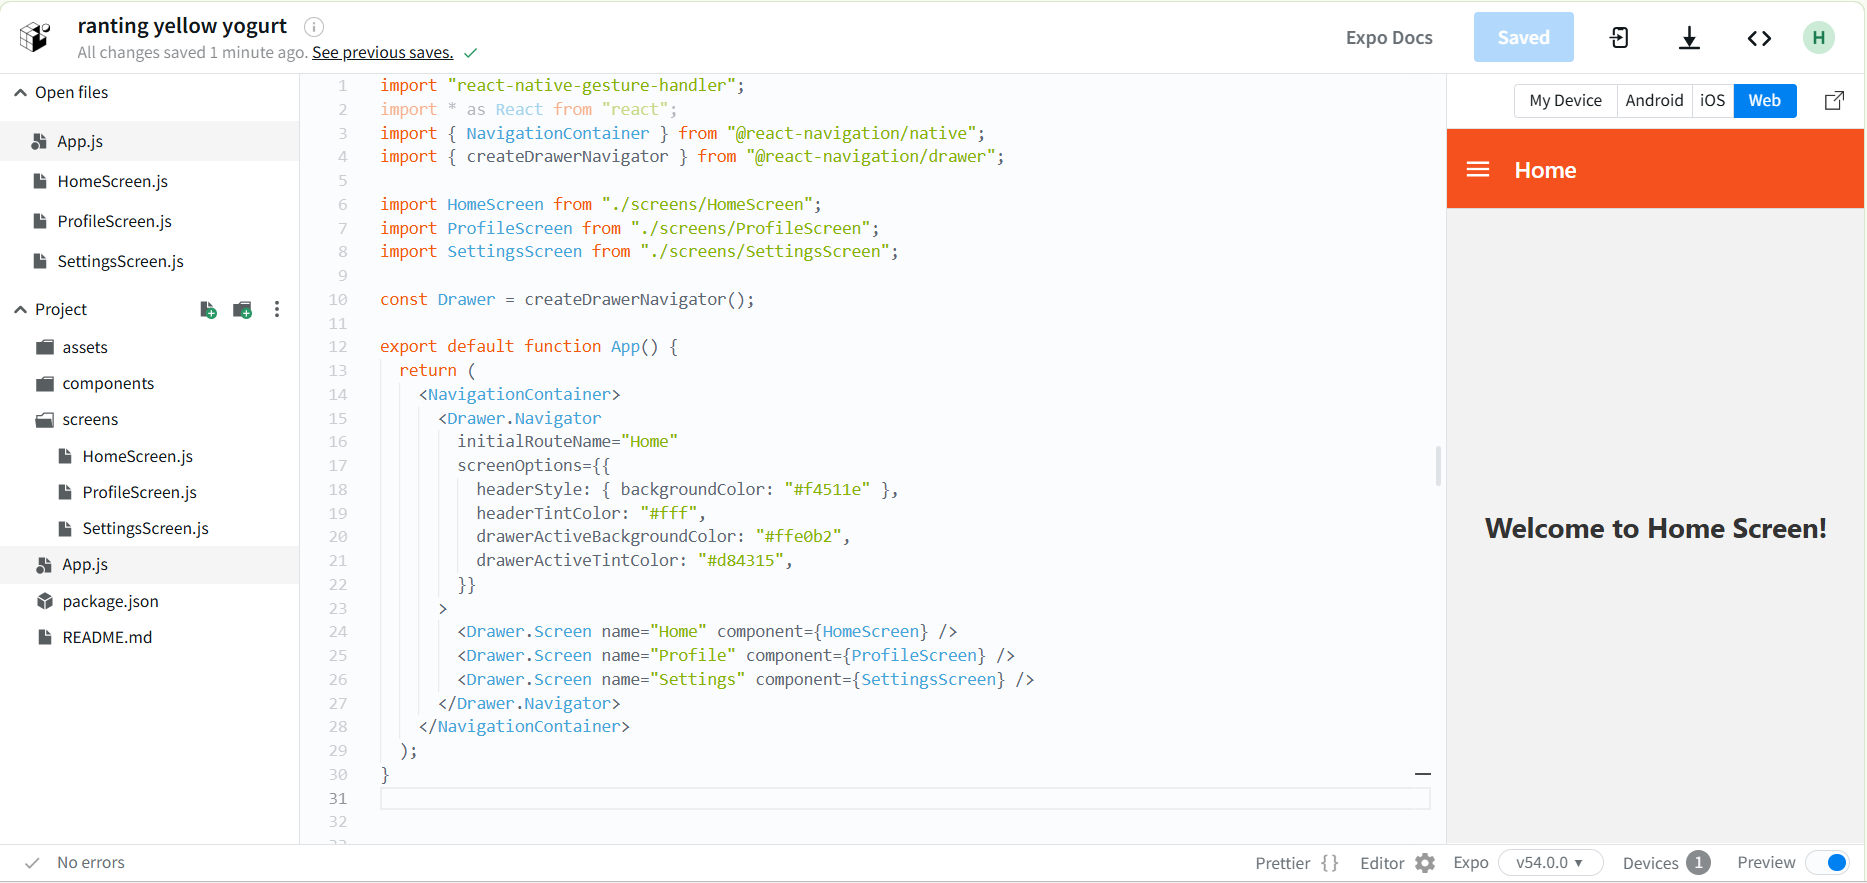 ranting yellow yogurt
All changes saved 1 minute ago. See previous saves.
Expo Docs
Saved
H
Open files
App.js
HomeScreen.js
ProfileScreen.js
SettingsScreen.js
Project
assets
components
screens
HomeScreen.js
ProfileScreen.js
SettingsScreen.js
App.js
package.json
README.md
1 import "react-native-gesture-handler";
2 import * as React from "react";
3 import { NavigationContainer } from "@react-navigation/native";
4 import { createDrawerNavigator } from "@react-navigation/drawer";
5
6 import HomeScreen from "./screens/HomeScreen";
7 import ProfileScreen from "./screens/ProfileScreen";
8 import SettingsScreen from "./screens/SettingsScreen";
9
10 const Drawer = createDrawerNavigator();
11
12 export default function App() {
13   return (
14     <NavigationContainer>
15       <Drawer.Navigator
16         initialRouteName="Home"
17         screenOptions={{
18           headerStyle: { backgroundColor: "#f4511e" },
19           headerTintColor: "#fff",
20           drawerActiveBackgroundColor: "#ffe0b2",
21           drawerActiveTintColor: "#d84315",
22         }}
23       >
24         <Drawer.Screen name="Home" component={HomeScreen} />
25         <Drawer.Screen name="Profile" component={ProfileScreen} />
26         <Drawer.Screen name="Settings" component={SettingsScreen} />
27       </Drawer.Navigator>
28     </NavigationContainer>
29   );
30 }
31
32
My Device Android iOS Web
Home
Welcome to Home Screen!
No errors
Prettier {} Editor Expo v54.0.0 Devices 1 Preview